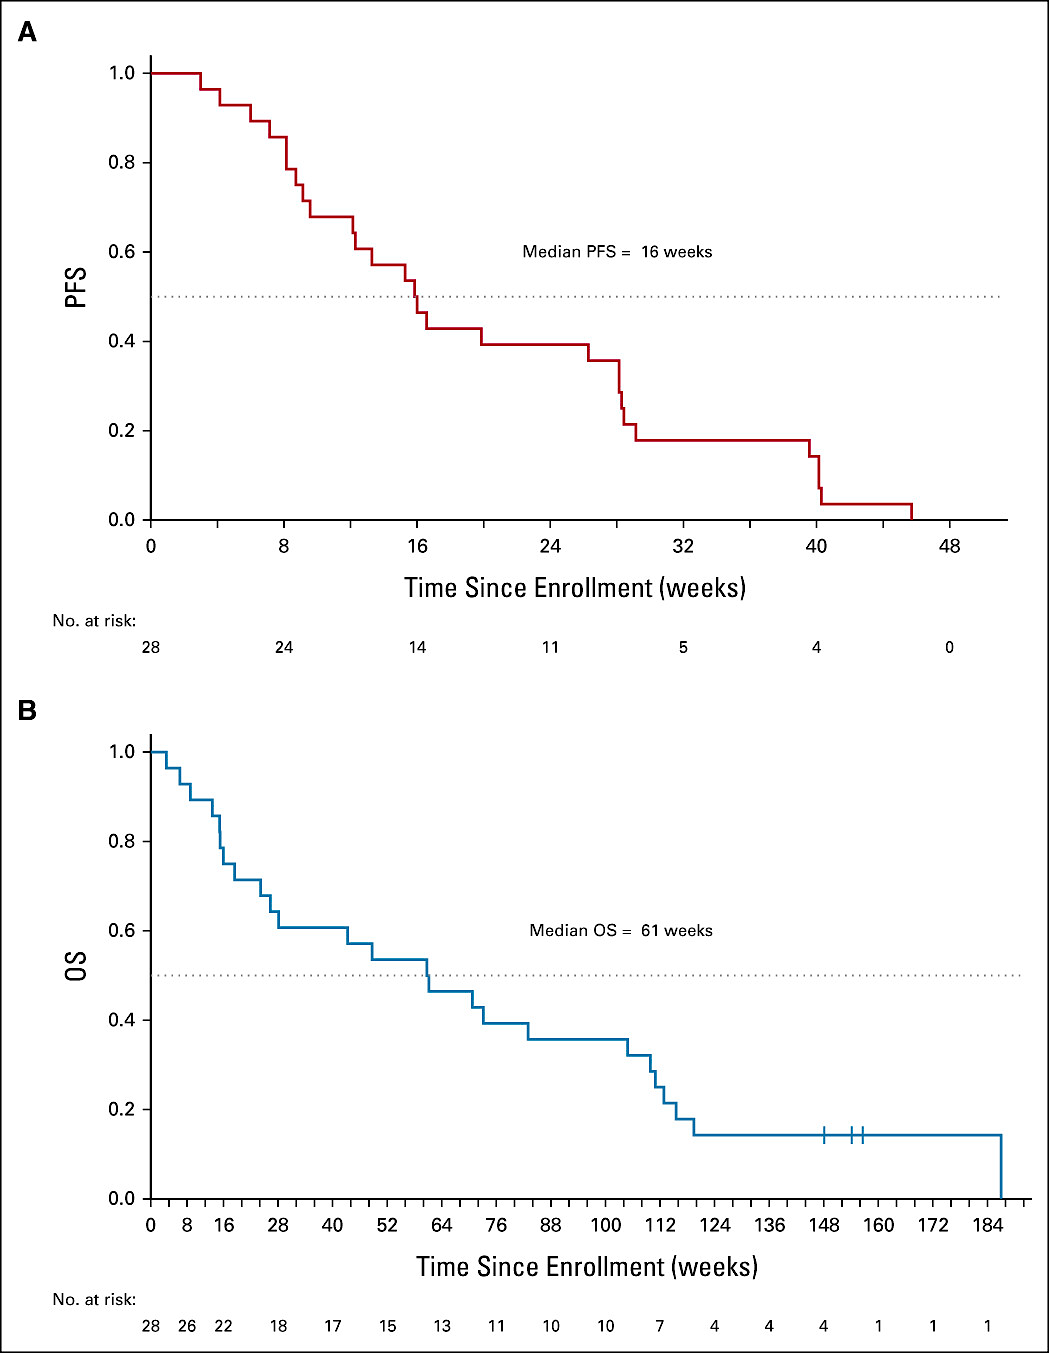 A
1.0
0.8
0.6
0.4
0.2
0.0
PFS
Median PFS = 16 weeks
0 8 16 24 32 40 48
Time Since Enrollment (weeks)
No. at risk:
28 24 14 11 5 4 0
B
1.0
0.8
0.6
0.4
0.2
0.0
OS
Median OS = 61 weeks
0 8 16 28 40 52 64 76 88 100 112 124 136 148 160 172 184
Time Since Enrollment (weeks)
No. at risk:
28 26 22 18 17 15 13 11 10 10 7 4 4 4 1 1 1